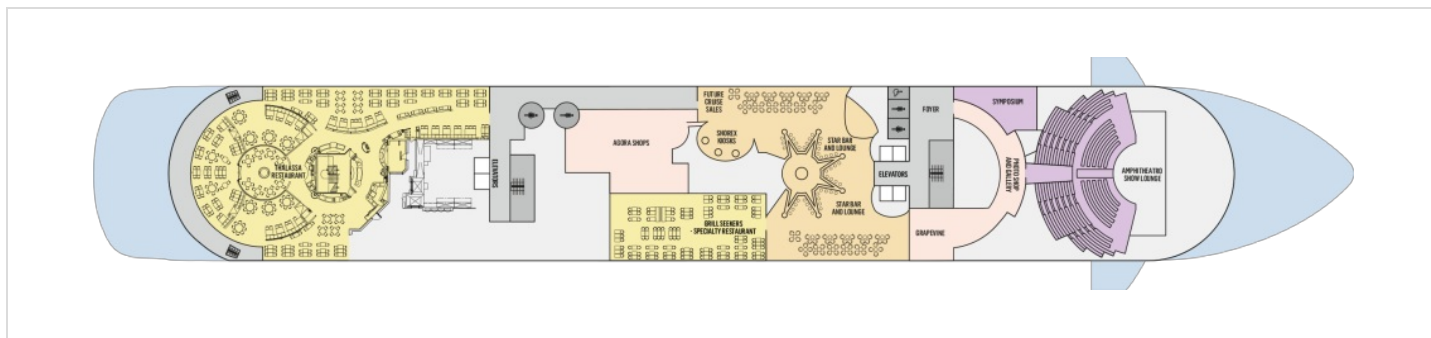 THALASSA
RESTAURANT
ELEVATORS
AGORA SHOPS
FUTURE
CRUISE
SALES
SHOREX
KIOSKS
GRILL SEEKERS
- SPECIALTY RESTAURANT
STAR BAR
AND LOUNGE
STAR BAR
AND LOUNGE
ELEVATORS
FOYER
SYMPOSIUM
PHOTO SHOP
AND GALLERY
GRAPEVINE
AMPHITHEATRO
SHOW LOUNGE